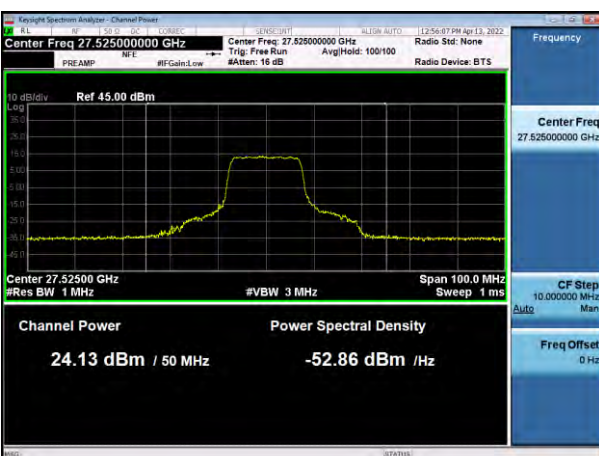 Keysight Spectrum Analyzer - Channel Power
RL RF 50 Ω DC CORREC SENSE:INT ALIGN AUTO 12:56:07 PM Apr 13, 2022
Center Freq 27.525000000 GHz
NFE
PREAMP #IFGain:Low
Center Freq: 27.525000000 GHz
Trig: Free Run Avg|Hold: 100/100
#Atten: 16 dB
Radio Std: None
Radio Device: BTS
10 dB/div Ref 45.00 dBm
Log
35.0
25.0
15.0
5.00
-5.00
-15.0
-25.0
-35.0
-45.0
Center 27.52500 GHz Span 100.0 MHz
#Res BW 1 MHz #VBW 3 MHz Sweep 1 ms
Channel Power Power Spectral Density
24.13 dBm / 50 MHz -52.86 dBm /Hz
MSG STATUS
Frequency
Center Freq
27.525000000 GHz
CF Step
10.000000 MHz
Auto Man
Freq Offset
0 Hz